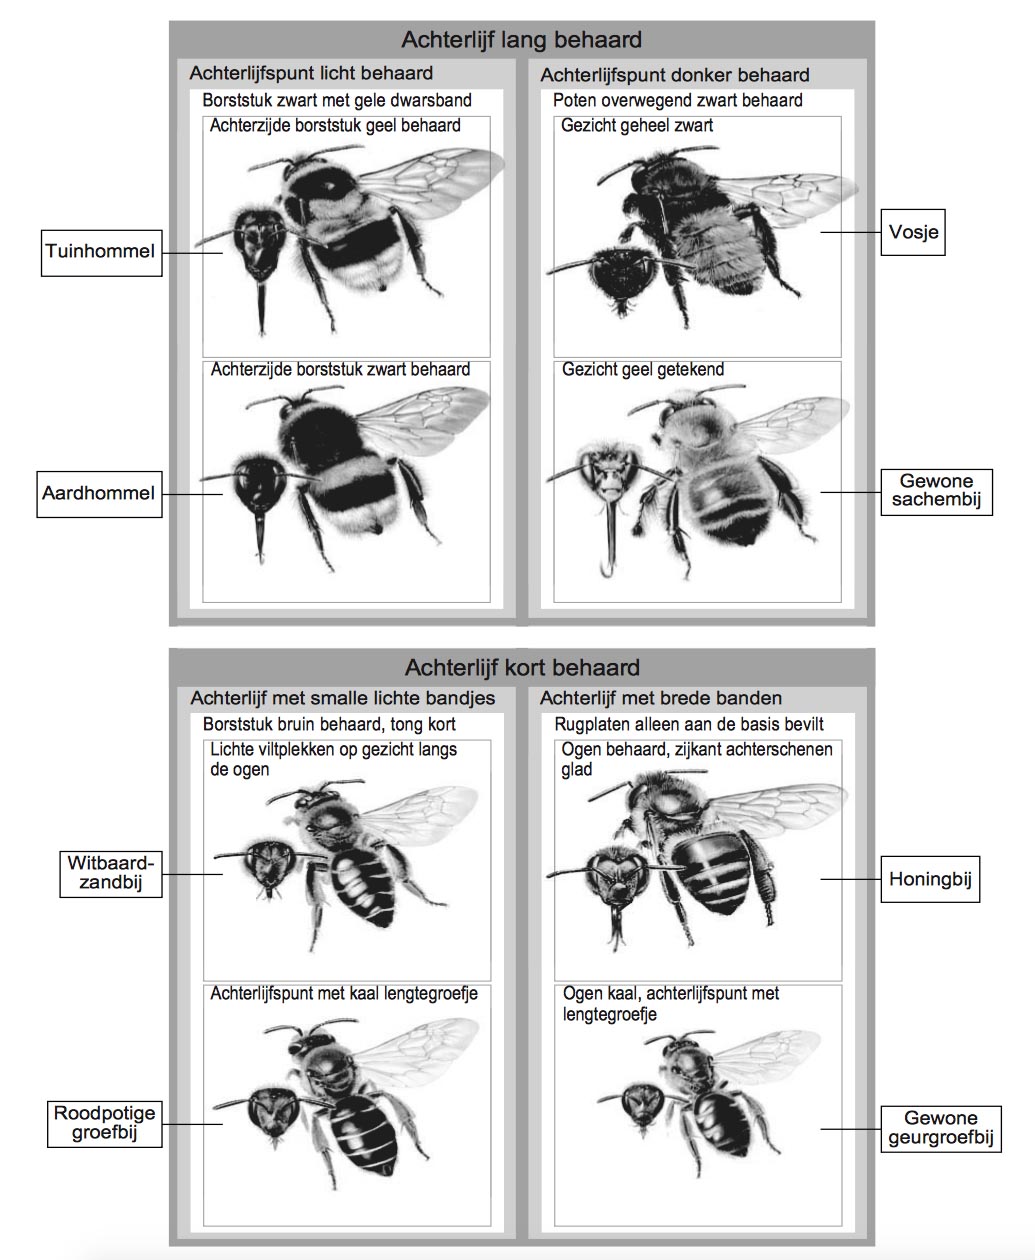 Achterlijf lang behaard
Achterlijfspunt licht behaard
Borststuk zwart met gele dwarsband
Achterzijde borststuk geel behaard
Tuinhommel
Achterzijde borststuk zwart behaard
Aardhommel
Achterlijfspunt donker behaard
Poten overwegend zwart behaard
Gezicht geheel zwart
Vosje
Gezicht geel getekend
Gewone
sachembij
Achterlijf kort behaard
Achterlijf met smalle lichte bandjes
Borststuk bruin behaard, tong kort
Lichte viltplekken op gezicht langs
de ogen
Witbaard-
zandbij
Achterlijfspunt met kaal lengtegroefje
Roodpotige
groefbij
Achterlijf met brede banden
Rugplaten alleen aan de basis bevilt
Ogen behaard, zijkant achterschenen
glad
Honingbij
Ogen kaal, achterlijfspunt met
lengtegroefje
Gewone
geurgroefbij